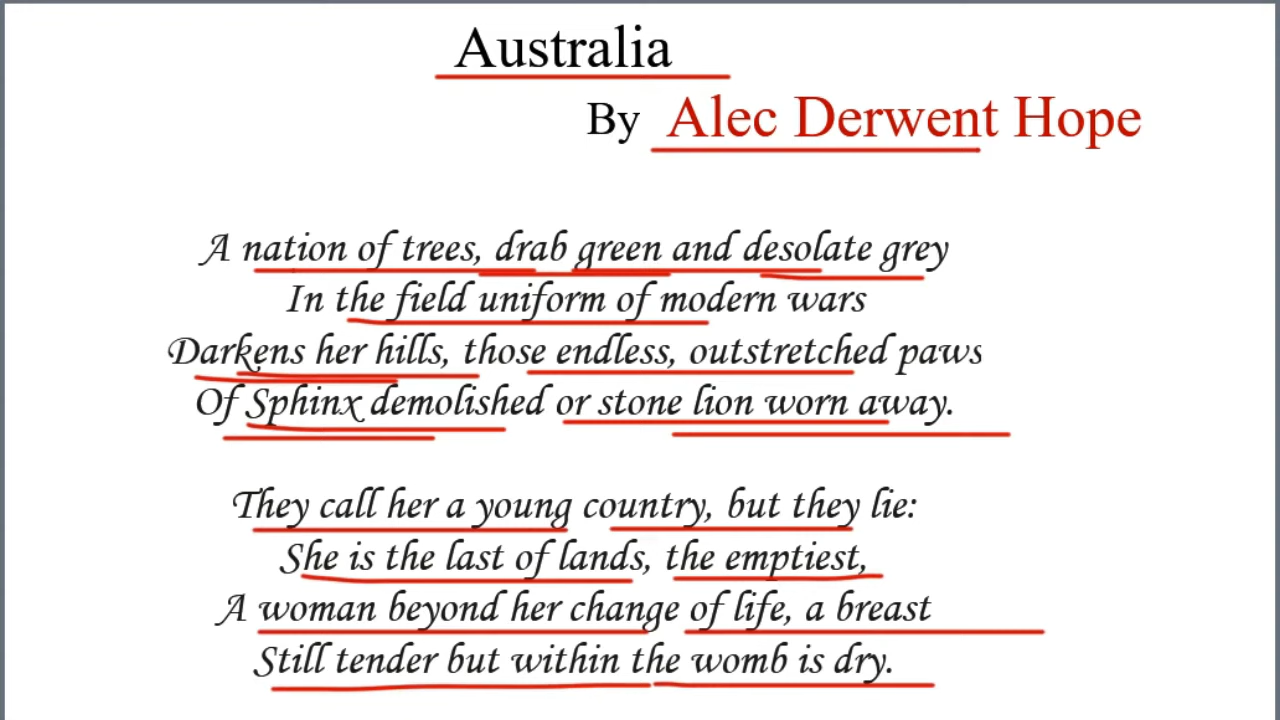 Australia
By Alec Derwent Hope
A nation of trees, drab green and desolate grey
In the field uniform of modern wars
Darkens her hills, those endless, outstretched paws
Of Sphinx demolished or stone lion worn away.
They call her a young country, but they lie:
She is the last of lands, the emptiest,
A woman beyond her change of life, a breast
Still tender but within the womb is dry.